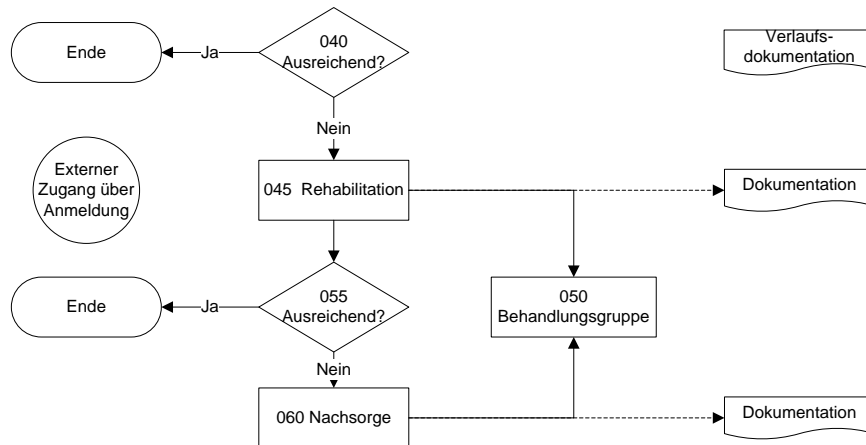 Ende
Ja
040
Ausreichend?
Verlaufs-
dokumentation
Nein
Externer
Zugang über
Anmeldung
045 Rehabilitation
Dokumentation
Ende
Ja
055
Ausreichend?
050
Behandlungsgruppe
Nein
060 Nachsorge
Dokumentation